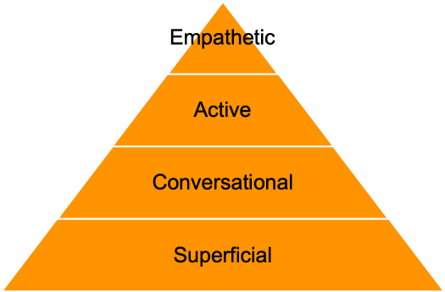 Empathetic
Active
Conversational
Superficial